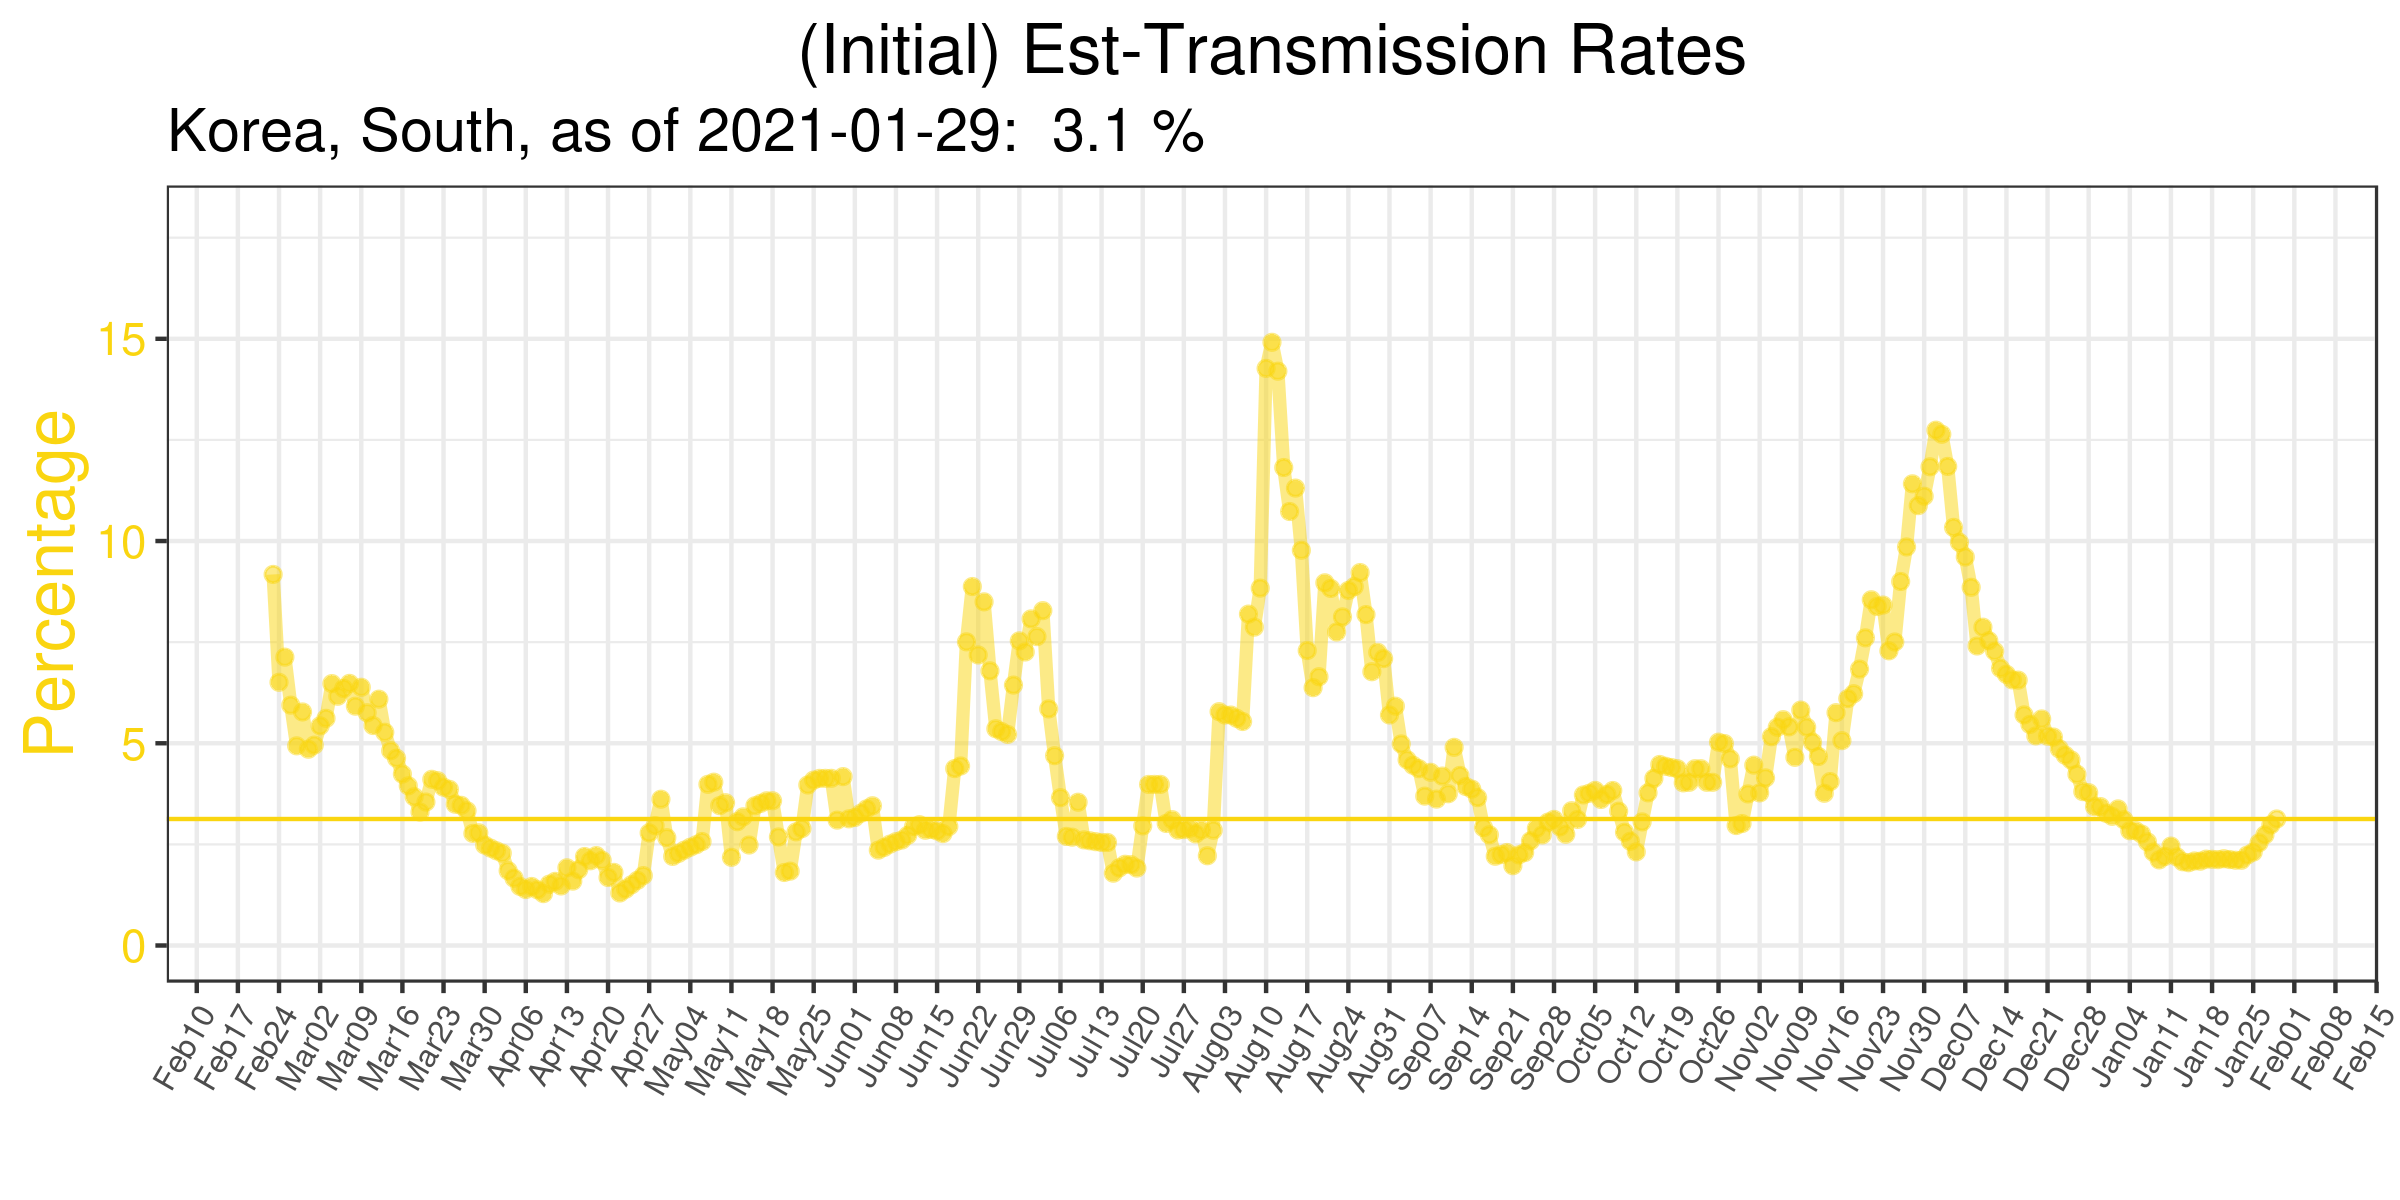 (Initial) Est-Transmission Rates
Korea, South, as of 2021-01-29:  3.1 %
Percentage
15
10
5
0
Feb10
Feb17
Feb24
Mar02
Mar09
Mar16
Mar23
Mar30
Apr06
Apr13
Apr20
Apr27
May04
May11
May18
May25
Jun01
Jun08
Jun15
Jun22
Jun29
Jul06
Jul13
Jul20
Jul27
Aug03
Aug10
Aug17
Aug24
Aug31
Sep07
Sep14
Sep21
Sep28
Oct05
Oct12
Oct19
Oct26
Nov02
Nov09
Nov16
Nov23
Nov30
Dec07
Dec14
Dec21
Dec28
Jan04
Jan11
Jan18
Jan25
Feb01
Feb08
Feb15